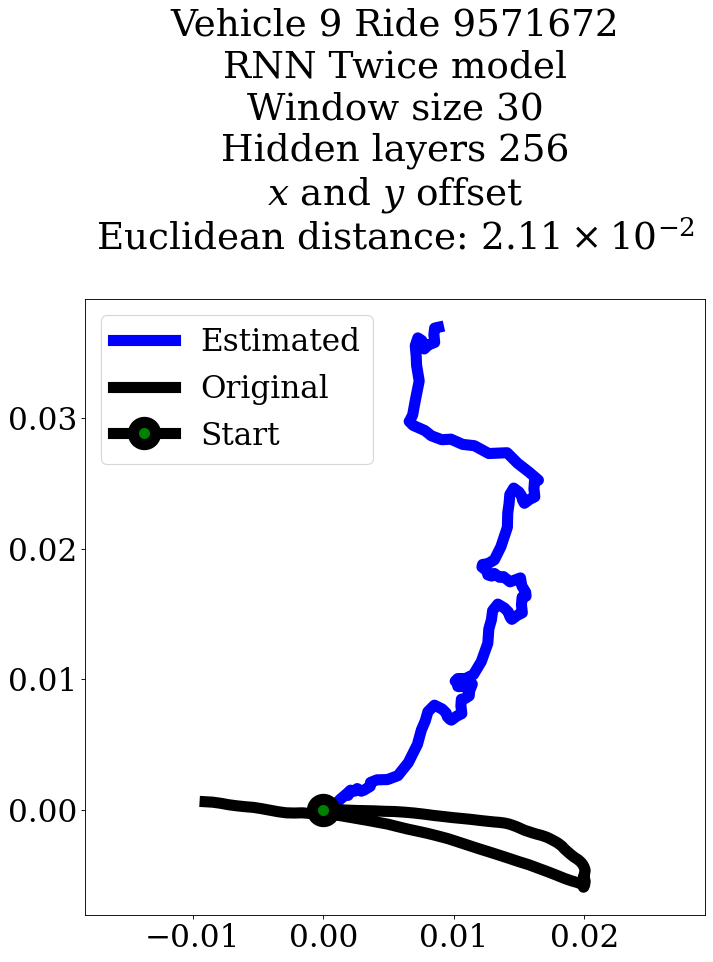 Vehicle 9 Ride 9571672
RNN Twice model
Window size 30
Hidden layers 256
x and y offset
Euclidean distance: 2.11 × 10⁻²
Estimated
Original
Start
0.03
0.02
0.01
0.00
−0.01 0.00 0.01 0.02